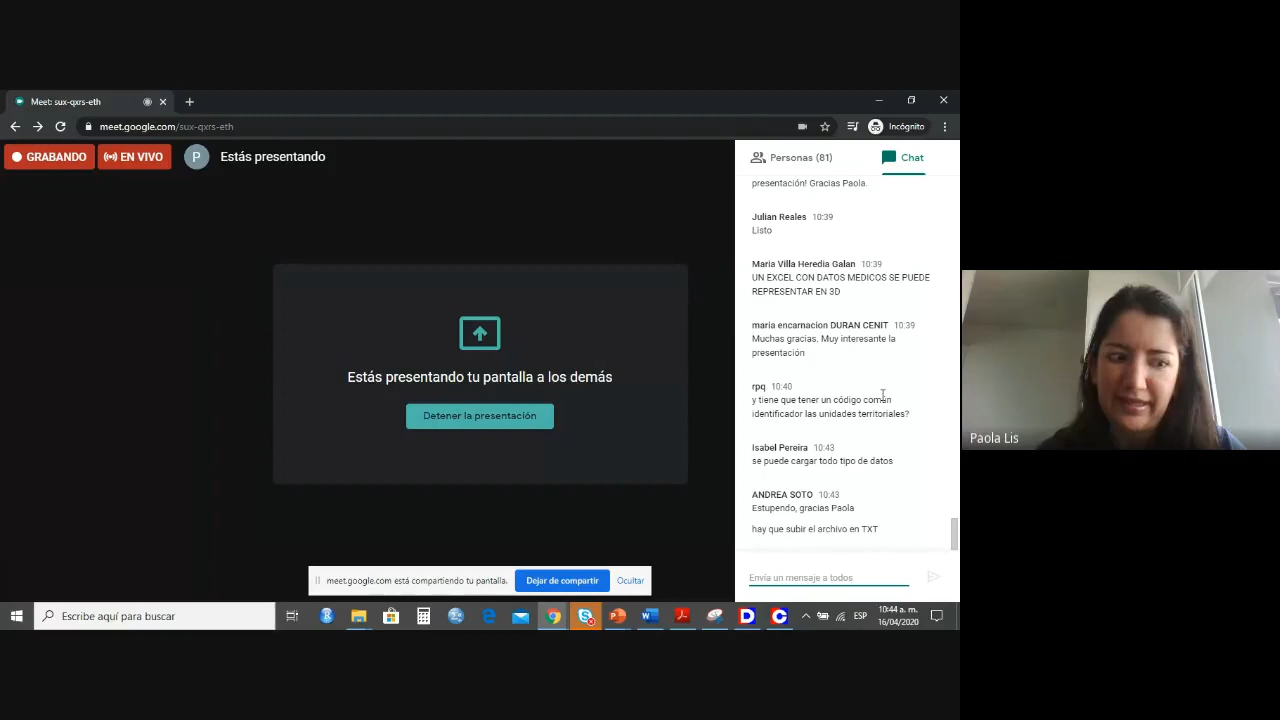 Meet: sux-qxrs-eth
meet.google.com/sux-qxrs-eth
Incógnito
GRABANDO
EN VIVO
P
Estás presentando
Personas (81)
Chat
presentación! Gracias Paola.
Julian Reales 10:39
Listo
Maria Villa Heredia Galan 10:39
UN EXCEL CON DATOS MEDICOS SE PUEDE
REPRESENTAR EN 3D
maria encarnacion DURAN CENIT 10:39
Muchas gracias. Muy interesante la
presentación
rpq 10:40
y tiene que tener un código común
identificador las unidades territoriales?
Isabel Pereira 10:43
se puede cargar todo tipo de datos
ANDREA SOTO 10:43
Estupendo, gracias Paola
hay que subir el archivo en TXT
Envía un mensaje a todos
Estás presentando tu pantalla a los demás
Detener la presentación
meet.google.com está compartiendo tu pantalla.
Dejar de compartir
Ocultar
Paola Lis
Escribe aquí para buscar
ESP
10:44 a. m.
16/04/2020